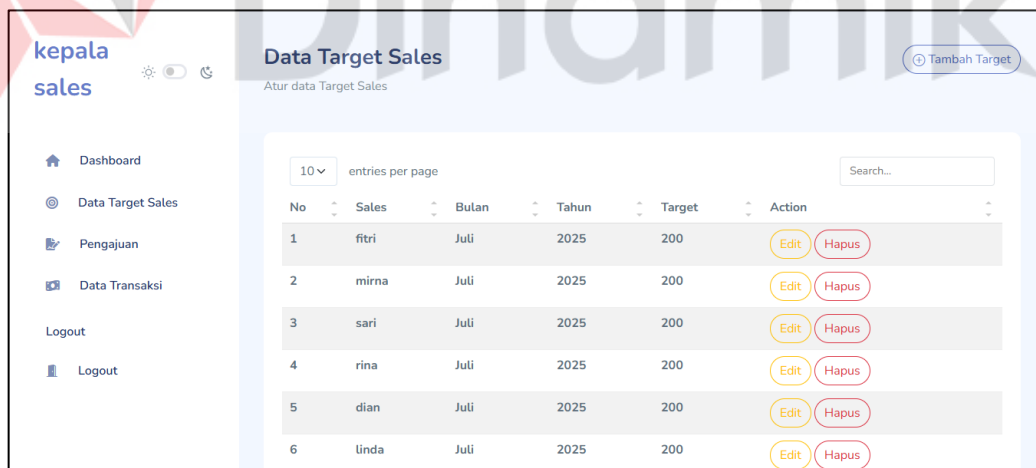 Dinamik
kepala
sales
Data Target Sales
Atur data Target Sales
Tambah Target
Dashboard
Data Target Sales
Pengajuan
Data Transaksi
Logout
Logout
10 entries per page
Search...
No Sales Bulan Tahun Target Action
1 fitri Juli 2025 200 Edit Hapus
2 mirna Juli 2025 200 Edit Hapus
3 sari Juli 2025 200 Edit Hapus
4 rina Juli 2025 200 Edit Hapus
5 dian Juli 2025 200 Edit Hapus
6 linda Juli 2025 200 Edit Hapus